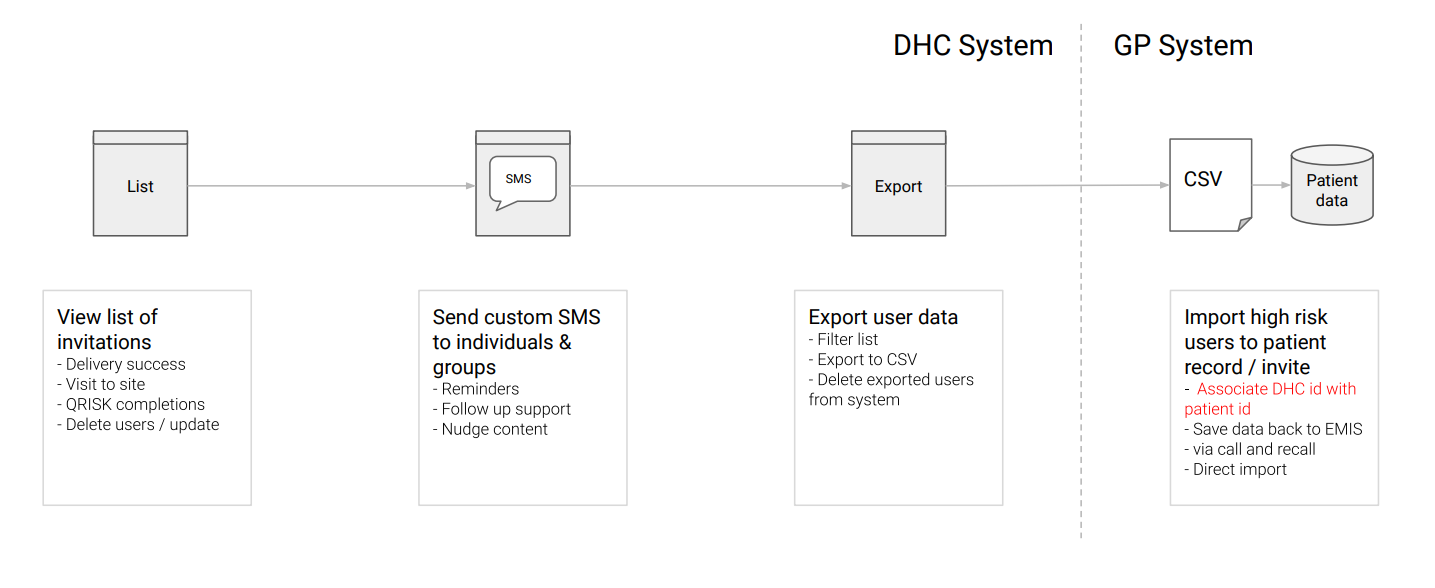 DHC System
GP System
List
SMS
Export
CSV
Patient
data
View list of
invitations
- Delivery success
- Visit to site
- QRISK completions
- Delete users / update
Send custom SMS
to individuals &
groups
- Reminders
- Follow up support
- Nudge content
Export user data
- Filter list
- Export to CSV
- Delete exported users
from system
Import high risk
users to patient
record / invite
- Associate DHC id with
patient id
- Save data back to EMIS
- via call and recall
- Direct import